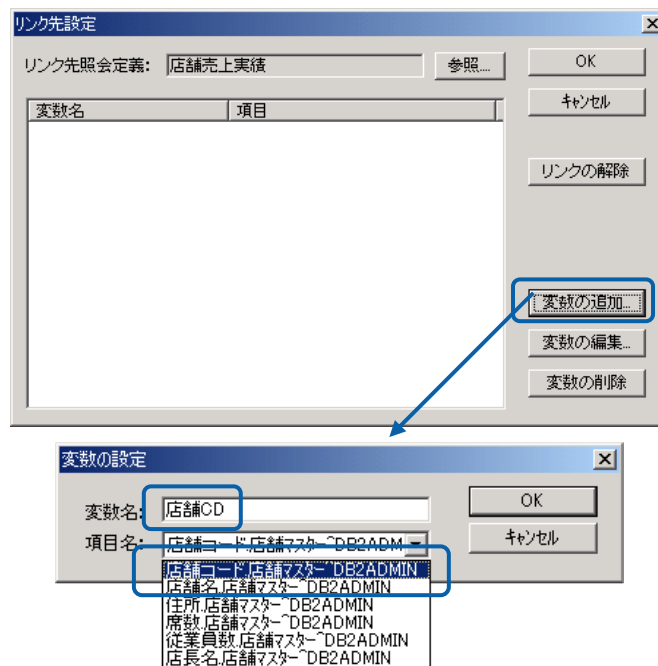 リンク先設定
リンク先照会定義: 店舗売上実績 参照... OK
変数名 項目 キャンセル
リンクの解除
変数の追加...
変数の編集...
変数の削除
変数の設定
変数名: 店舗CD OK
項目名: 店舗コード.店舗マスター^DB2ADM キャンセル
店舗コード.店舗マスター^DB2ADMIN
店舗名.店舗マスター^DB2ADMIN
住所.店舗マスター^DB2ADMIN
席数.店舗マスター^DB2ADMIN
従業員数.店舗マスター^DB2ADMIN
店長名.店舗マスター^DB2ADMIN